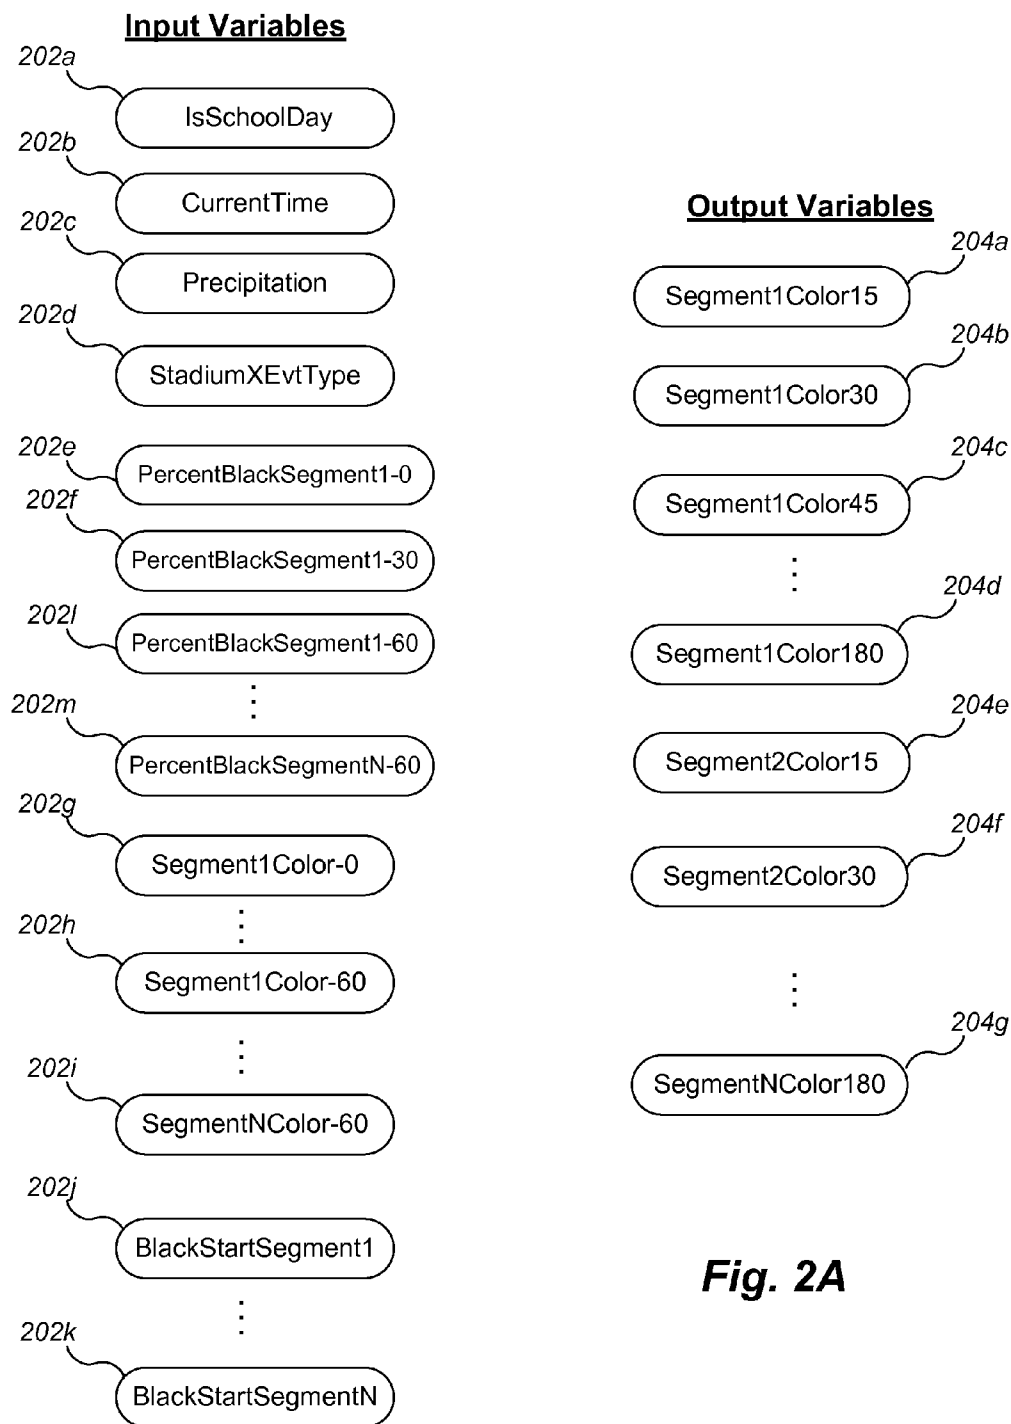 Input Variables
202a
IsSchoolDay
202b
CurrentTime
202c
Precipitation
202d
StadiumXEvtType
202e
PercentBlackSegment1-0
202f
PercentBlackSegment1-30
202l
PercentBlackSegment1-60
202m
PercentBlackSegmentN-60
202g
Segment1Color-0
202h
Segment1Color-60
202i
SegmentNColor-60
202j
BlackStartSegment1
202k
BlackStartSegmentN
Output Variables
204a
Segment1Color15
204b
Segment1Color30
204c
Segment1Color45
204d
Segment1Color180
204e
Segment2Color15
204f
Segment2Color30
204g
SegmentNColor180
Fig. 2A